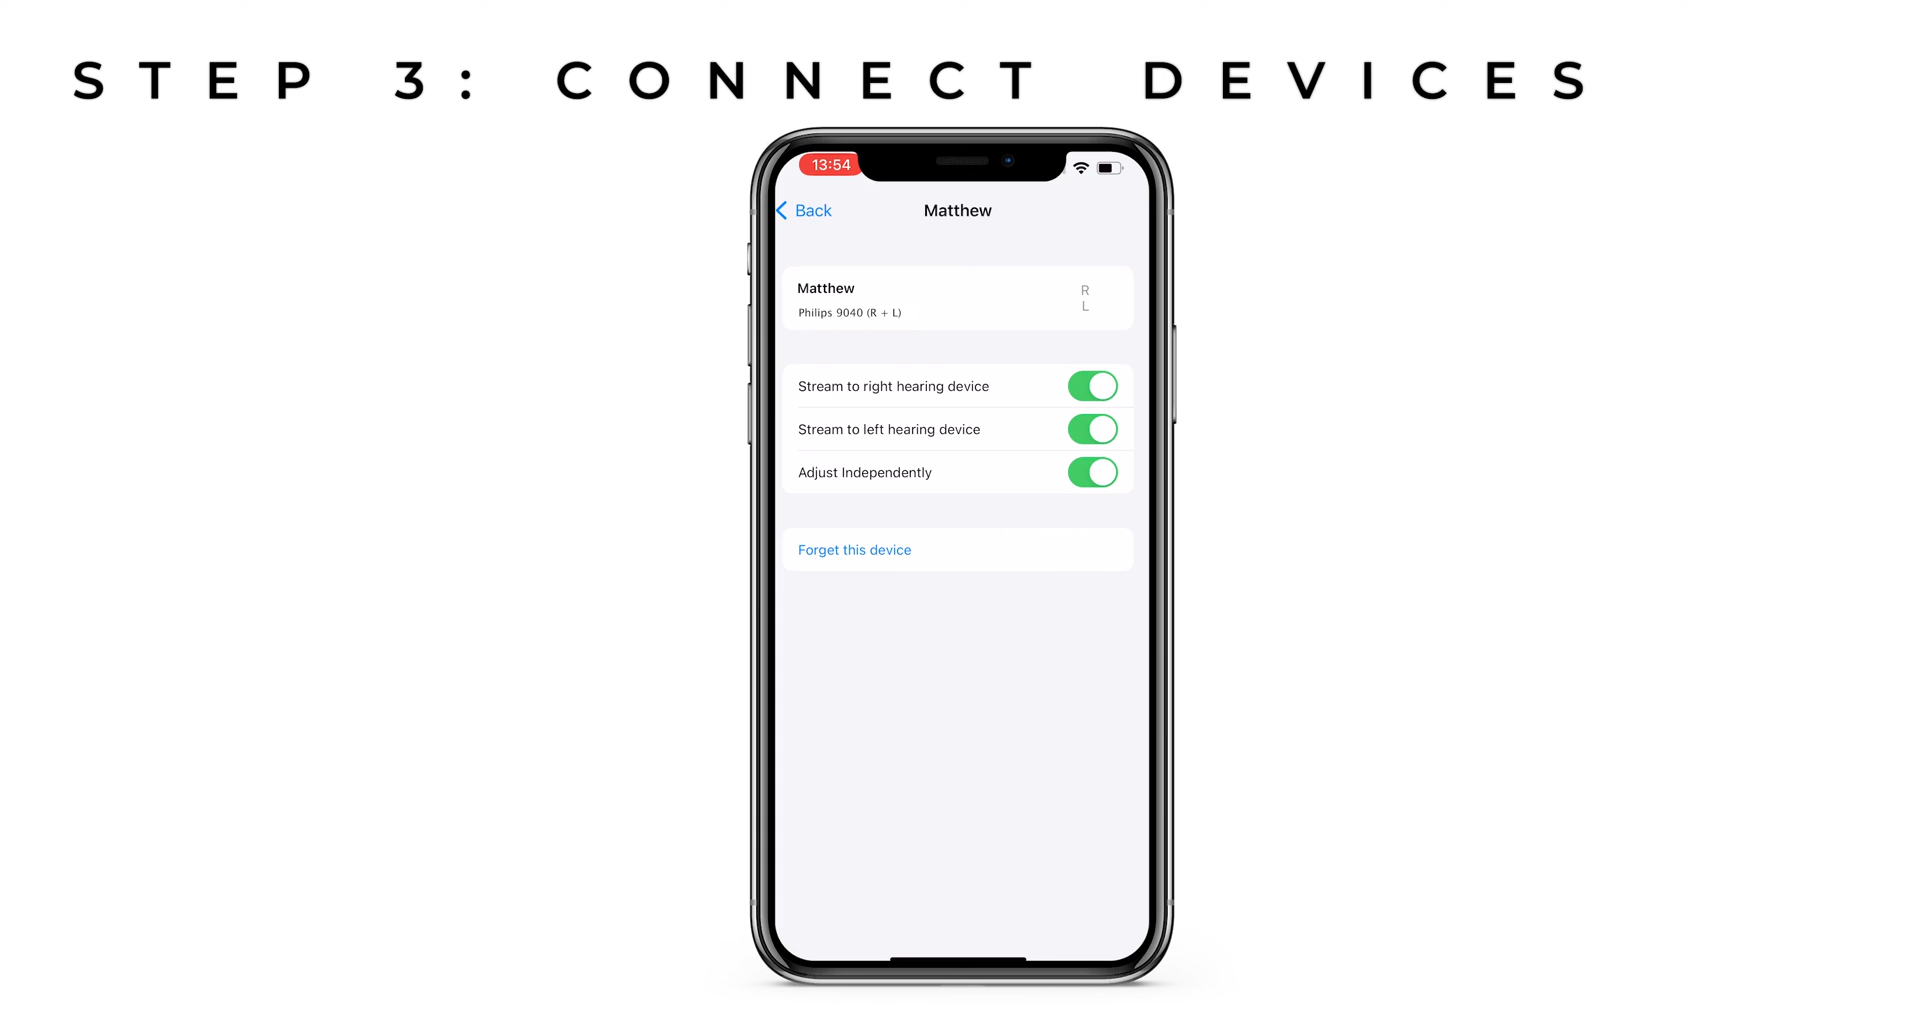 STEP 3: CONNECT DEVICES
13:54
Back
Matthew
Matthew
R
Philips 9040 (R + L)
L
Stream to right hearing device
Stream to left hearing device
Adjust Independently
Forget this device